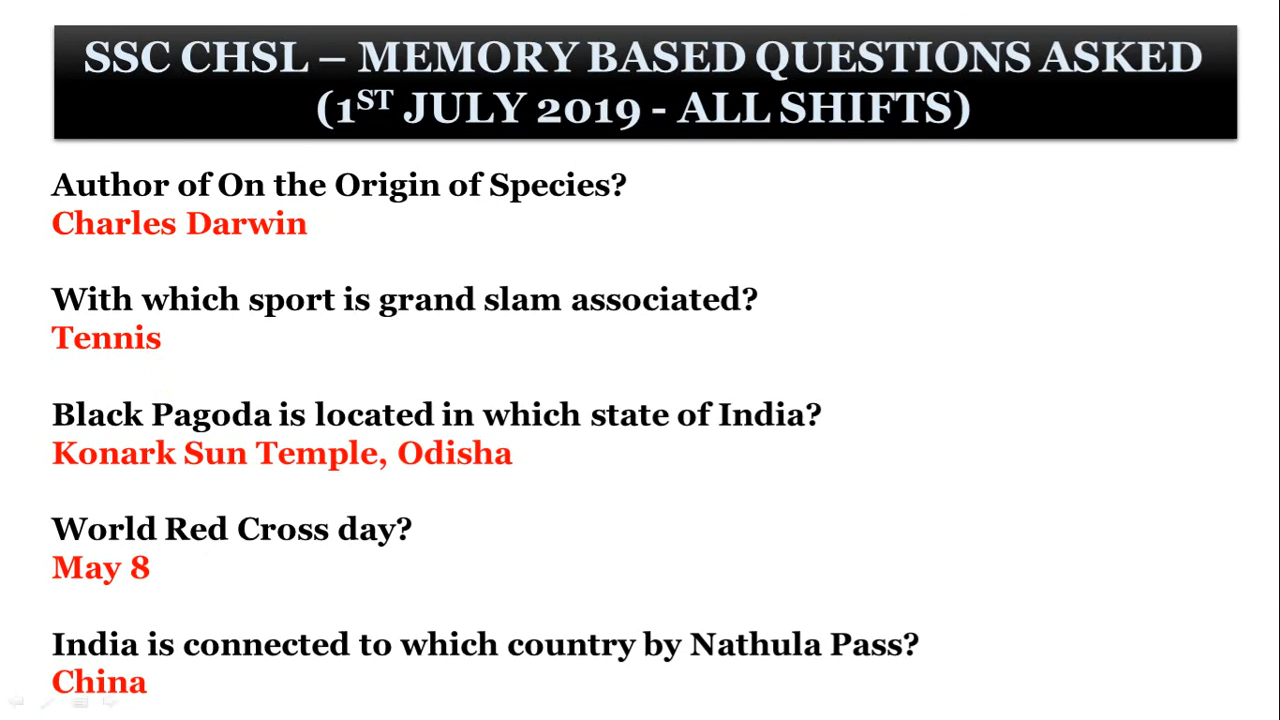 SSC CHSL – MEMORY BASED QUESTIONS ASKED
(1ST JULY 2019 - ALL SHIFTS)
Author of On the Origin of Species?
Charles Darwin
With which sport is grand slam associated?
Tennis
Black Pagoda is located in which state of India?
Konark Sun Temple, Odisha
World Red Cross day?
May 8
India is connected to which country by Nathula Pass?
China